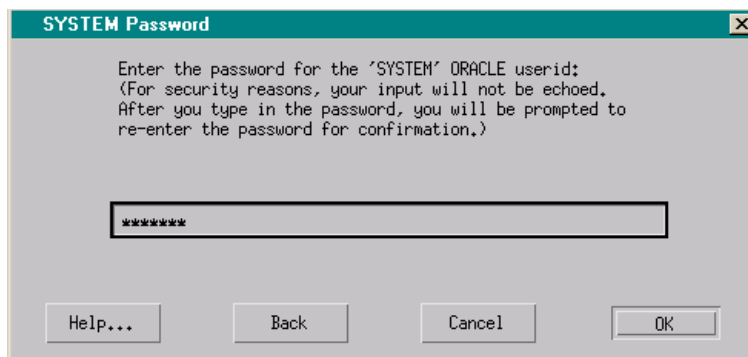 SYSTEM Password
Enter the password for the 'SYSTEM' ORACLE userid:
(For security reasons, your input will not be echoed.
After you type in the password, you will be prompted to
re-enter the password for confirmation.)
*******
Help... Back Cancel OK